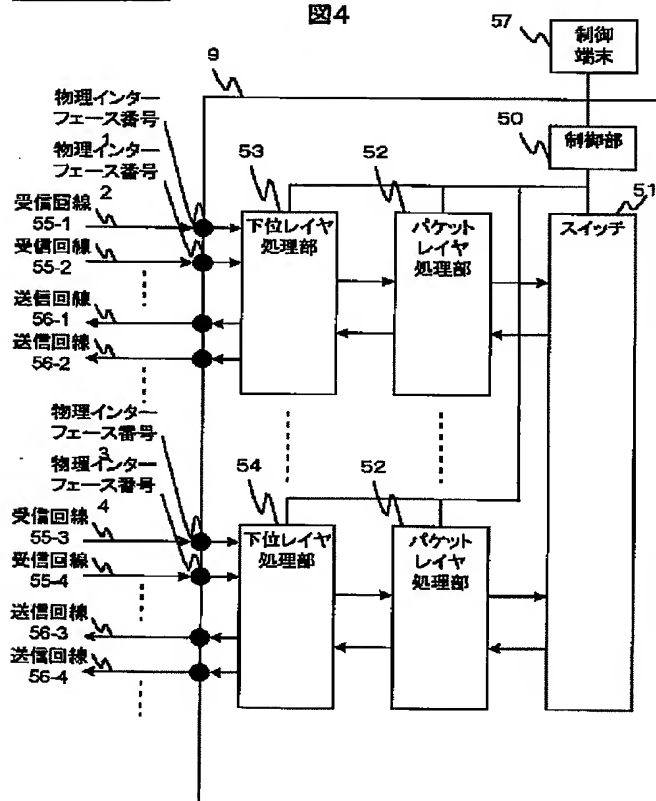 図4
57
制御
端末
9
物理インター
フェース番号
1
物理インター
フェース番号
2
50
制御部
53
52
51
受信回線
55-1
受信回線
55-2
送信回線
56-1
送信回線
56-2
下位レイヤ
処理部
パケット
レイヤ
処理部
スイッチ
物理インター
フェース番号
3
物理インター
フェース番号
4
54
52
受信回線
55-3
受信回線
55-4
送信回線
56-3
送信回線
56-4
下位レイヤ
処理部
パケット
レイヤ
処理部